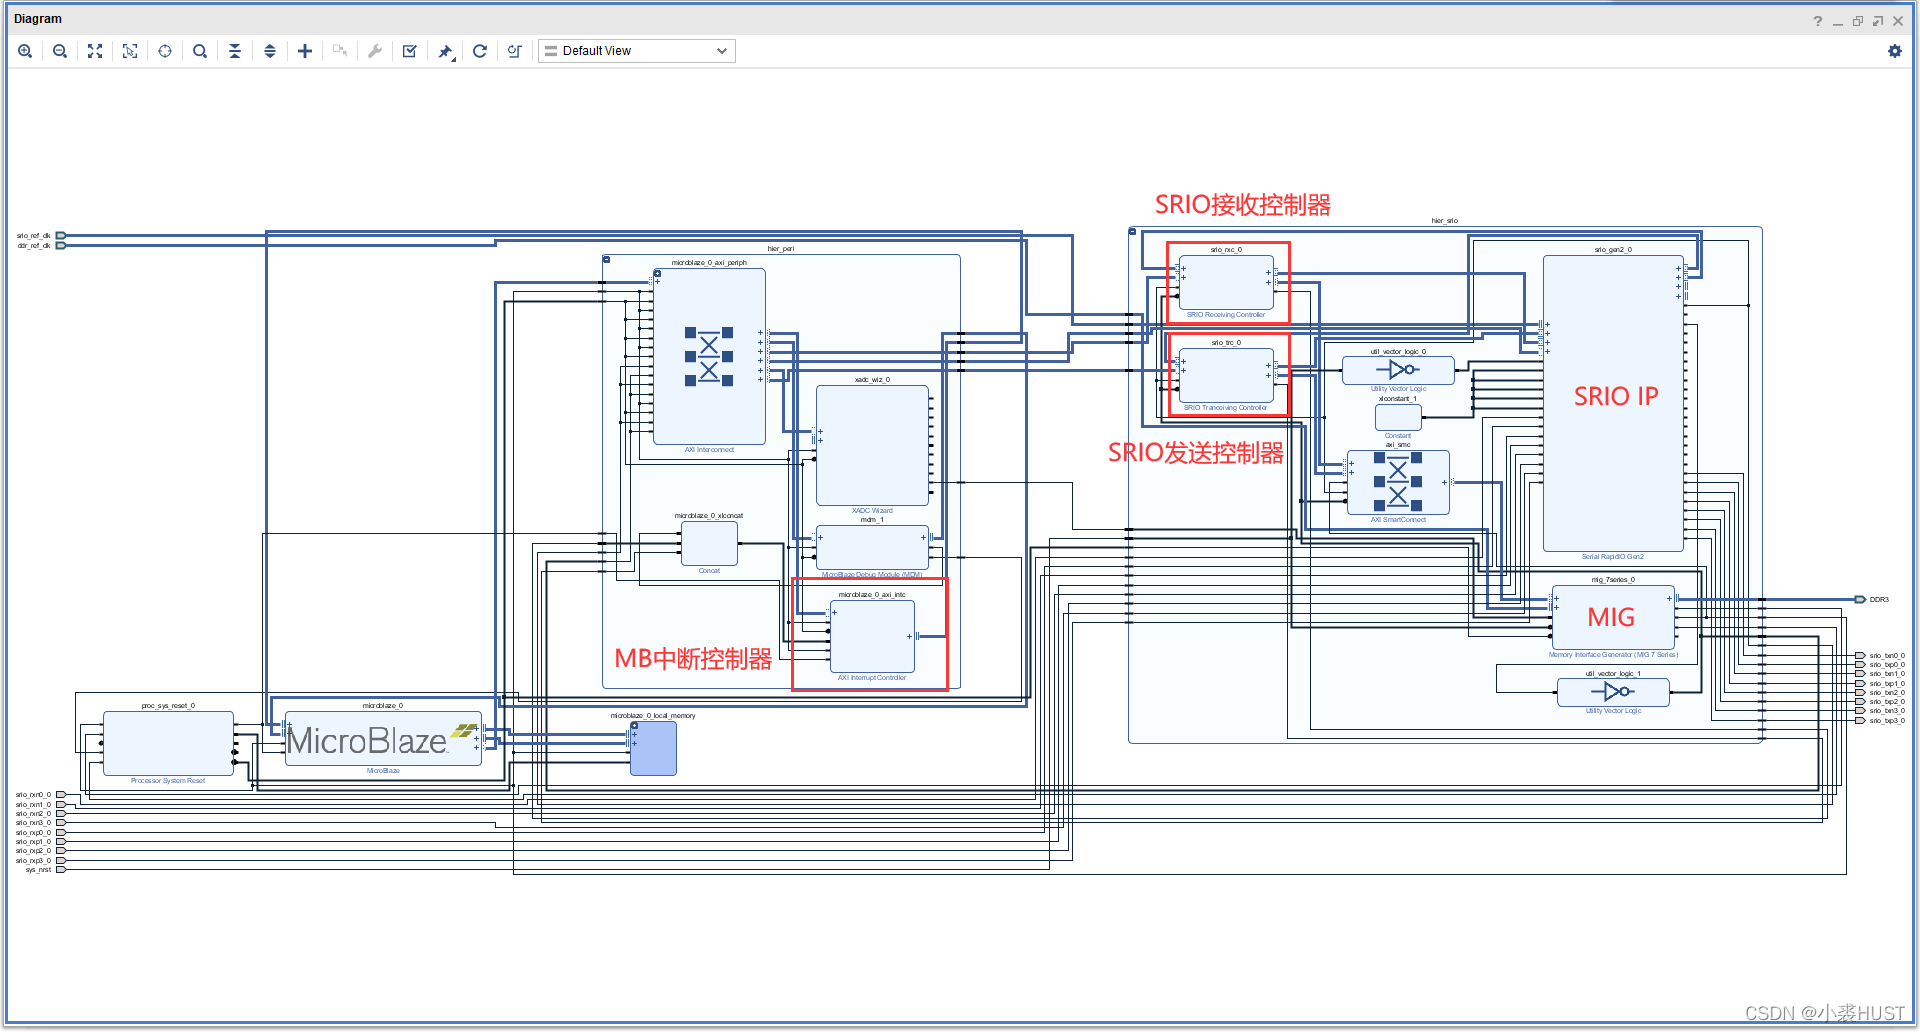 Diagram
Default View
SRIO接收控制器
hier_srio
srio_ref_clk
ddr_ref_clk
hier_peri
srio_rxc_0
srio_gen2_0
microblaze_0_axi_periph
SRIO Receiving Controller
srio_trc_0
util_vector_logic_0
xadc_wiz_0
Utility Vector Logic
SRIO IP
xlconstant_1
SRIO Tranceiving Controller
Constant
axi_smc
AXI Interconnect
SRIO发送控制器
XADC Wizard
microblaze_0_xlconcat
mdm_1
AXI SmartConnect
Serial RapidIO Gen2
Concat
MicroBlaze Debug Module (MDM)
mig_7series_0
microblaze_0_axi_intc
DDR3
MIG
MB中断控制器
Memory Interface Generator (MIG 7 Series)
srio_txn0_0
srio_txp0_0
srio_txn1_0
srio_txp1_0
srio_txn2_0
srio_txp2_0
srio_txn3_0
srio_txp3_0
AXI Interrupt Controller
util_vector_logic_1
Utility Vector Logic
proc_sys_reset_0
microblaze_0
microblaze_0_local_memory
MicroBlaze
Processor System Reset
MicroBlaze
srio_rxn0_0
srio_rxn1_0
srio_rxn2_0
srio_rxn3_0
srio_rxp0_0
srio_rxp1_0
srio_rxp2_0
srio_rxp3_0
sys_nrst
CSDN @小裘HUST